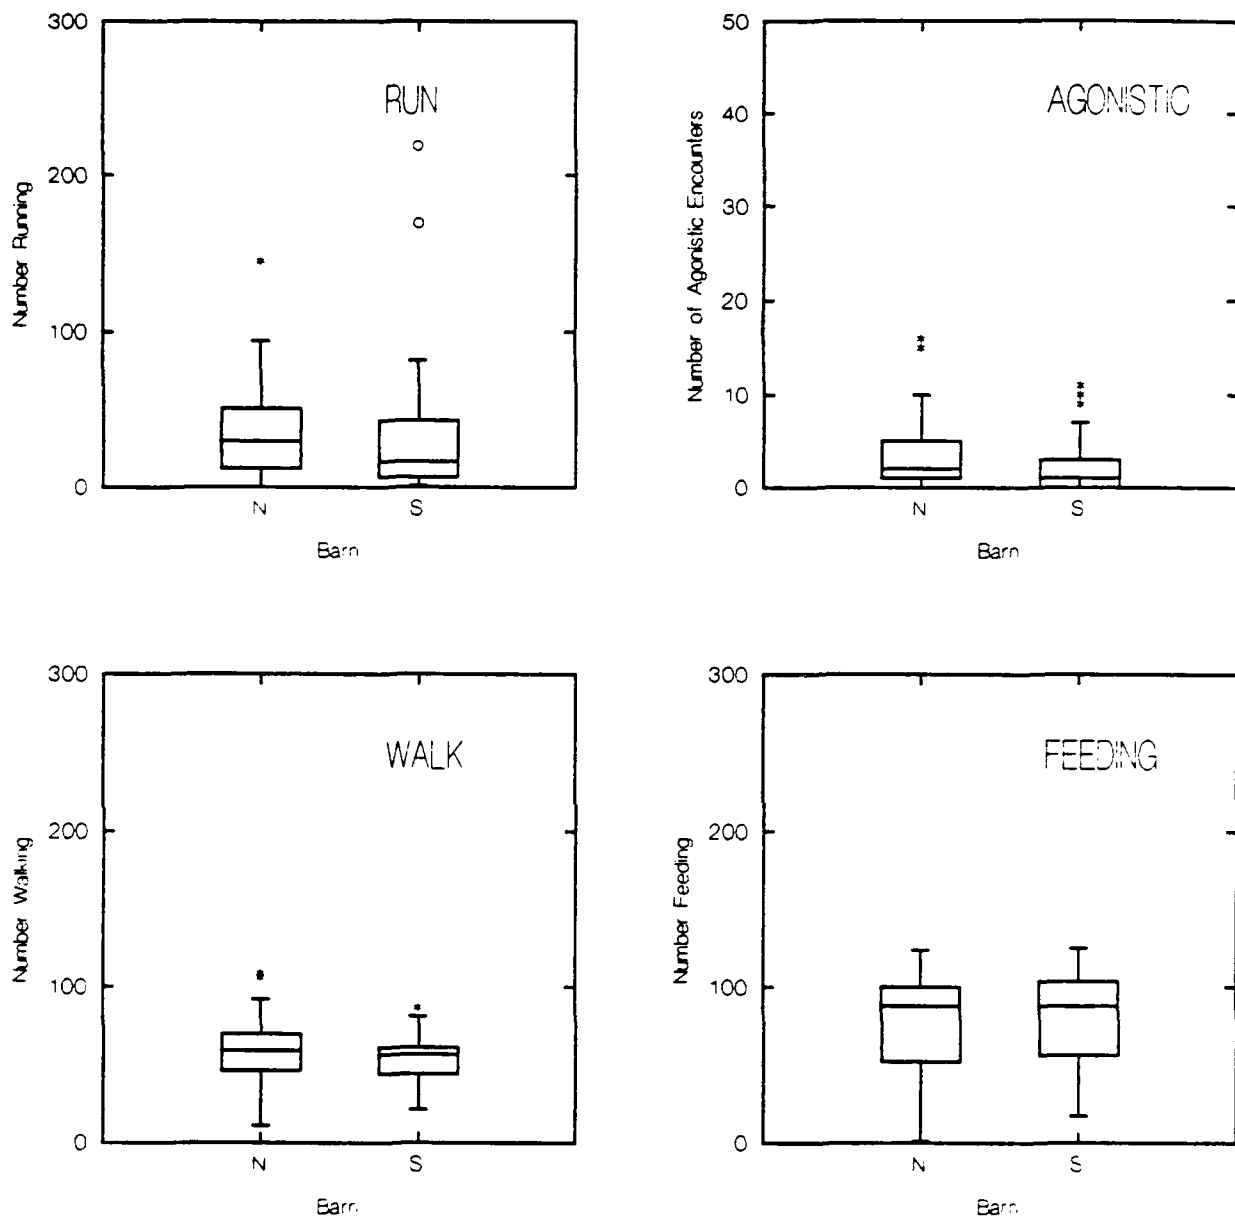 300
200
100
0
Number Running
RUN
N
S
Barn
50
40
30
20
10
0
Number of Agonistic Encounters
AGONISTIC
N
S
Barn
300
200
100
0
Number Walking
WALK
N
S
Barn
300
200
100
0
Number Feeding
FEEDING
N
S
Barn